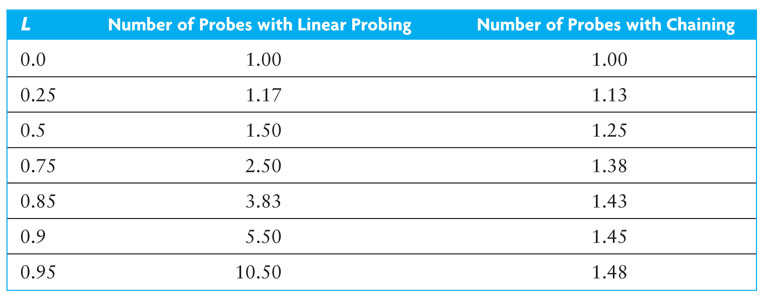 L Number of Probes with Linear Probing Number of Probes with Chaining
0.0 1.00 1.00
0.25 1.17 1.13
0.5 1.50 1.25
0.75 2.50 1.38
0.85 3.83 1.43
0.9 5.50 1.45
0.95 10.50 1.48